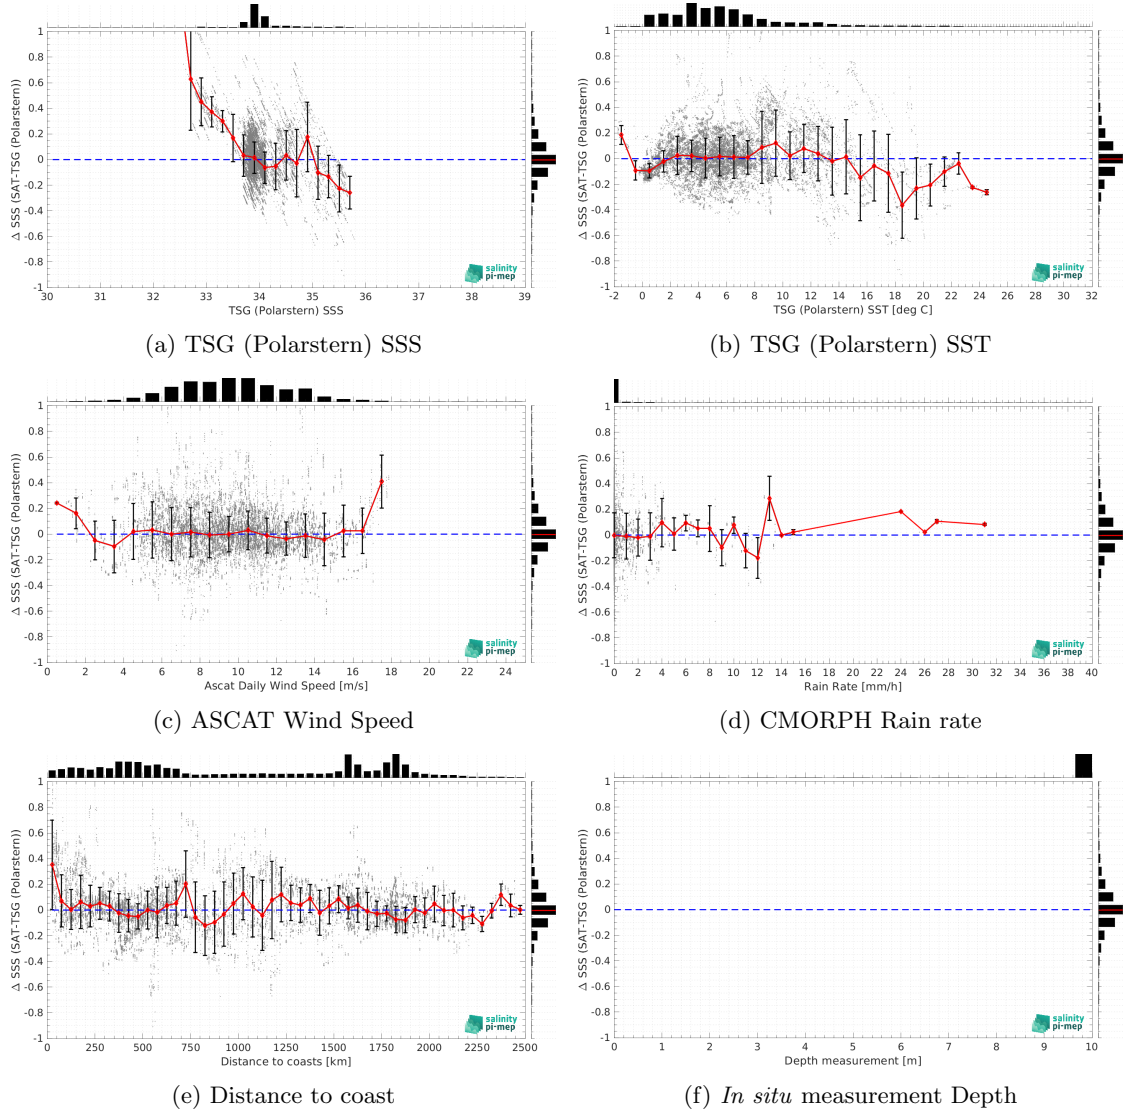 1
0.8
0.6
0.4
0.2
0
-0.2
-0.4
-0.6
-0.8
-1
Δ SSS (SAT-TSG (Polarstern))
30 31 32 33 34 35 36 37 38 39
TSG (Polarstern) SSS
salinity
pi-mep
(a) TSG (Polarstern) SSS
1
0.8
0.6
0.4
0.2
0
-0.2
-0.4
-0.6
-0.8
-1
Δ SSS (SAT-TSG (Polarstern))
-2 0 2 4 6 8 10 12 14 16 18 20 22 24 26 28 30 32
TSG (Polarstern) SST [deg C]
salinity
pi-mep
(b) TSG (Polarstern) SST
1
0.8
0.6
0.4
0.2
0
-0.2
-0.4
-0.6
-0.8
-1
Δ SSS (SAT-TSG (Polarstern))
0 2 4 6 8 10 12 14 16 18 20 22 24
Ascat Daily Wind Speed [m/s]
salinity
pi-mep
(c) ASCAT Wind Speed
1
0.8
0.6
0.4
0.2
0
-0.2
-0.4
-0.6
-0.8
-1
Δ SSS (SAT-TSG (Polarstern))
0 2 4 6 8 10 12 14 16 18 20 22 24 26 28 30 32 34 36 38 40
Rain Rate [mm/h]
salinity
pi-mep
(d) CMORPH Rain rate
1
0.8
0.6
0.4
0.2
0
-0.2
-0.4
-0.6
-0.8
-1
Δ SSS (SAT-TSG (Polarstern))
0 250 500 750 1000 1250 1500 1750 2000 2250 2500
Distance to coasts [km]
salinity
pi-mep
(e) Distance to coast
1
0.8
0.6
0.4
0.2
0
-0.2
-0.4
-0.6
-0.8
-1
Δ SSS (SAT-TSG (Polarstern))
0 1 2 3 4 5 6 7 8 9 10
Depth measurement [m]
salinity
pi-mep
(f) In situ measurement Depth